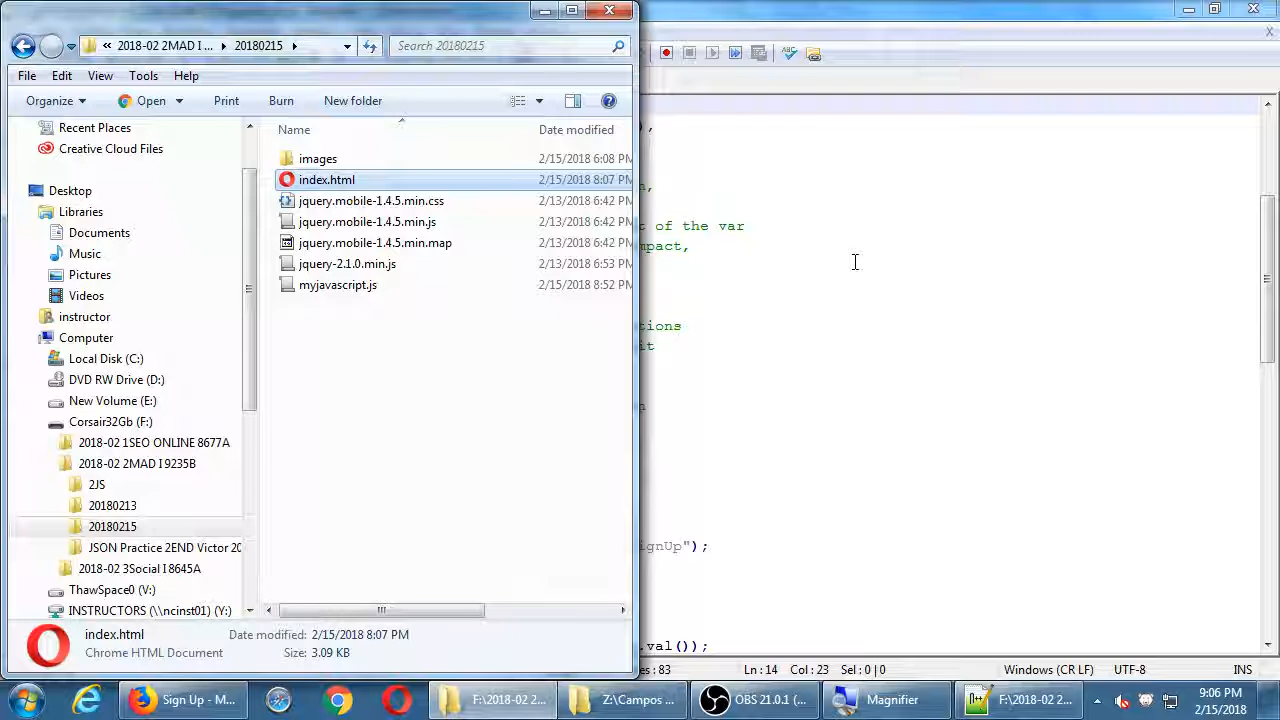 « 2018-02 2MAD I ... 20180215
Search 20180215
File Edit View Tools Help
Organize Open Print Burn New folder
Recent Places
Creative Cloud Files
Desktop
Libraries
Documents
Music
Pictures
Videos
instructor
Computer
Local Disk (C:)
DVD RW Drive (D:)
New Volume (E:)
Corsair32Gb (F:)
2018-02 1SEO ONLINE 8677A
2018-02 2MAD I 9235B
2JS
20180213
20180215
JSON Practice 2END Victor 20
2018-02 3Social I 8645A
ThawSpace0 (V:)
INSTRUCTORS (\\ncinst01) (Y:)
Name Date modified
images 2/15/2018 6:08 PM
index.html 2/15/2018 8:07 PM
jquery.mobile-1.4.5.min.css 2/13/2018 6:42
jquery.mobile-1.4.5.min.js 2/13/2018 6:42
jquery.mobile-1.4.5.min.map 2/13/2018 6:42
jquery-2.1.0.min.js 2/13/2018 6:53
myjavascript.js 2/15/2018 8:52 PM
index.html Date modified: 2/15/2018 8:07 PM
Chrome HTML Document Size: 3.09 KB
ABC
),
,
t of the var
mpact,
tions
it
ignUp");
.val());
es: 83 Ln : 14 Col : 23 Sel : 0 | 0 Windows (CR LF) UTF-8 INS
Sign Up - M... F:\2018-02 2... Z:\Campos ... OBS 21.0.1 (... Magnifier F:\2018-02 2...
9:06 PM
2/15/2018